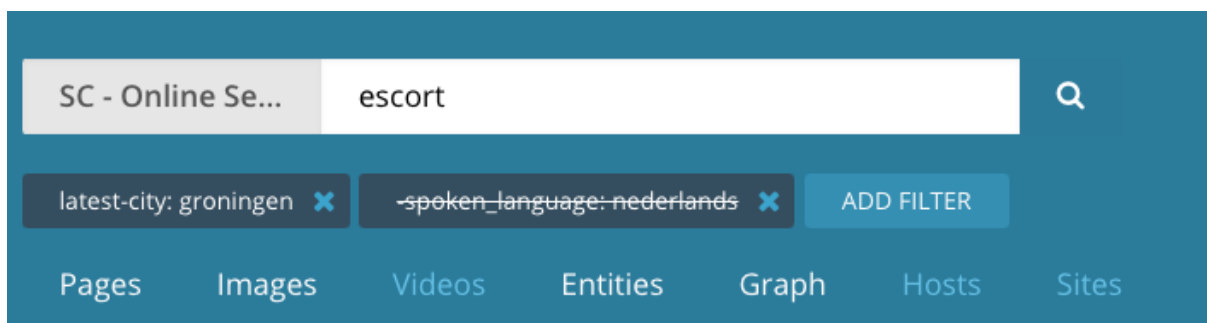 SC - Online Se... escort
latest-city: groningen -spoken_language: nederlands ADD FILTER
Pages Images Videos Entities Graph Hosts Sites